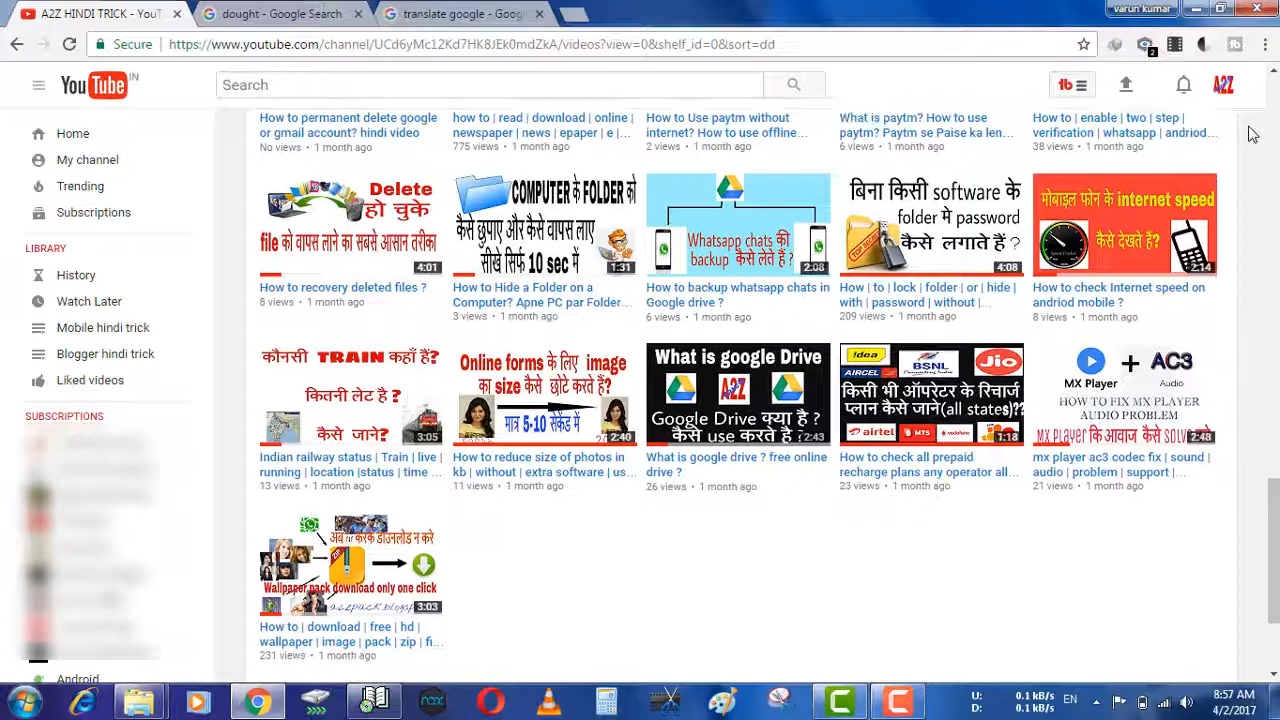 A2Z HINDI TRICK - YouT
dought - Google Search
translate google - Goog
varun kumar
Secure
https://www.youtube.com/channel/UCd6yMc12Kd7HK8JEk0mdZkA/videos?view=0&shelf_id=0&sort=dd
2
YouTube IN
Search
A2Z
Home
My channel
Trending
Subscriptions
LIBRARY
History
Watch Later
Mobile hindi trick
Blogger hindi trick
Liked videos
SUBSCRIPTIONS
Android
How to permanent delete google
or gmail account? hindi video
No views • 1 month ago
how to | read | download | online |
newspaper | news | epaper | e |...
775 views • 1 month ago
How to Use paytm without
internet? How to use offline...
2 views • 1 month ago
What is paytm? How to use
paytm? Paytm se Paise ka len...
6 views • 1 month ago
How to | enable | two | step |
verification | whatsapp | andriod...
38 views • 1 month ago
Delete
हो चुके
file को वापस लाने का सबसे आसान तरीका
4:01
How to recovery deleted files ?
8 views • 1 month ago
COMPUTER के FOLDER को
कैसे छुपाए और कैसे वापस लाए
सीखे सिर्फ 10 sec में
1:31
How to Hide a Folder on a
Computer? Apne PC par Folder...
3 views • 1 month ago
Whatsapp chats की
backup कैसे लेते हैं ?
2:08
How to backup whatsapp chats in
Google drive ?
6 views • 1 month ago
बिना किसी software के
folder मे password
कैसे लगाते हैं ?
TOP SECRET
4:08
How | to | lock | folder | or | hide |
with | password | without |...
209 views • 1 month ago
मोबाइल फोन के internet speed
कैसे देखते हैं?
2:14
How to check Internet speed on
andriod mobile ?
8 views • 1 month ago
कौनसी TRAIN कहाँ हैं?
कितनी लेट है ?
कैसे जाने?
3:05
Indian railway status | Train | live |
running | location |status | time ...
13 views • 1 month ago
Online forms के लिए image
का size कैसे छोटे करते हैं?
मात्र 5-10 सेकेंड में
2:40
How to reduce size of photos in
kb | without | extra software | us...
11 views • 1 month ago
What is google Drive
A2Z
Google Drive क्या है ?
कैसे use करते हैं ?
2:43
What is google drive ? free online
drive ?
26 views • 1 month ago
!dea
AIRCEL
BSNL
Jio
किसी भी ऑपरेटर के रिचार्ज
प्लान कैसे जाने(all states)??
airtel
MTS
vodafone
1:18
How to check all prepaid
recharge plans any operator all...
23 views • 1 month ago
MX Player + AC3
Audio
HOW TO FIX MX PLAYER
AUDIO PROBLEM
MX PLAYER कि आवाज कैसे
2:48
mx player ac3 codec fix | sound |
audio | problem | support |...
21 views • 1 month ago
डाउनलोड न करे
Wallpaper pack download only one click
3:03
How to | download | free | hd |
wallpaper | image | pack | zip | fi...
231 views • 1 month ago
U: 0.1 kB/s
D: 0.1 kB/s
EN
8:57 AM
4/2/2017